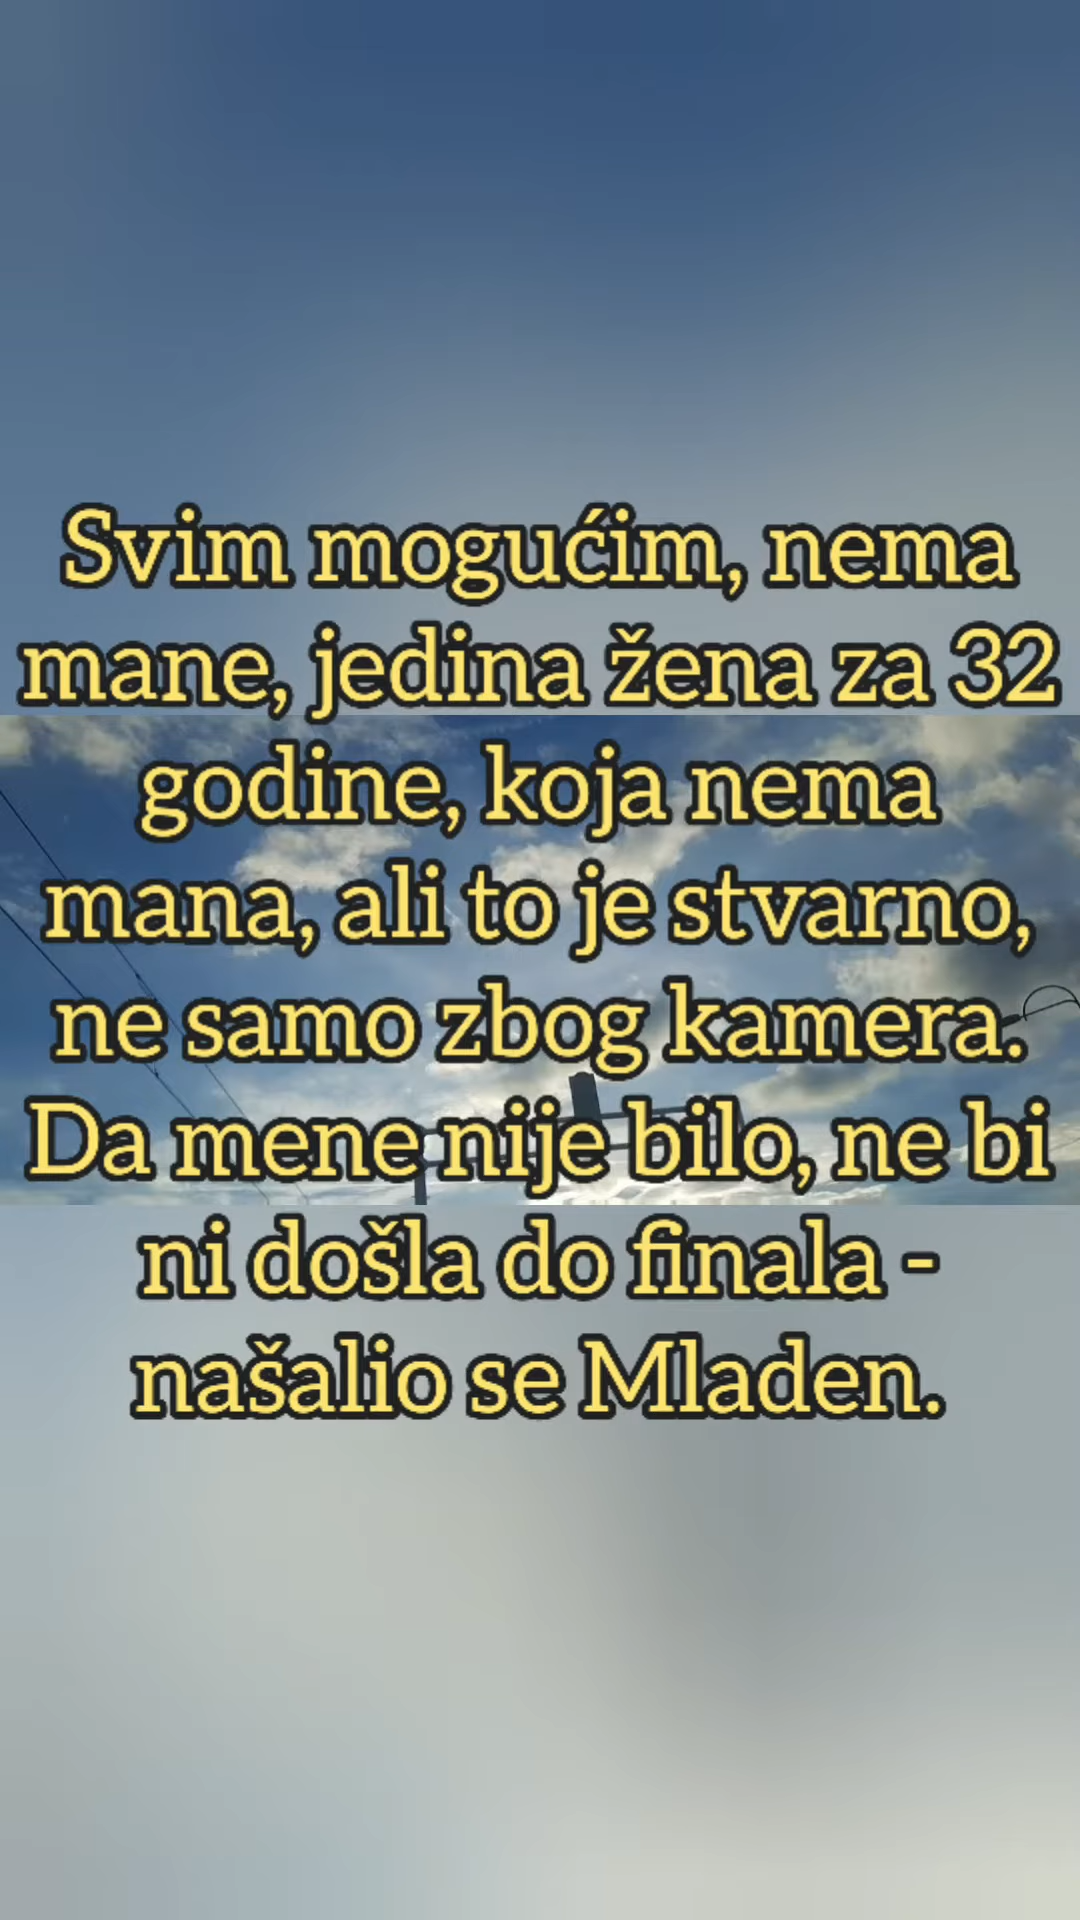 Svim mogućim, nema
mane, jedina žena za 32
godine, koja nema
mana, ali to je stvarno,
ne samo zbog kamera.
Da mene nije bilo, ne bi
ni došla do finala -
našalio se Mladen.